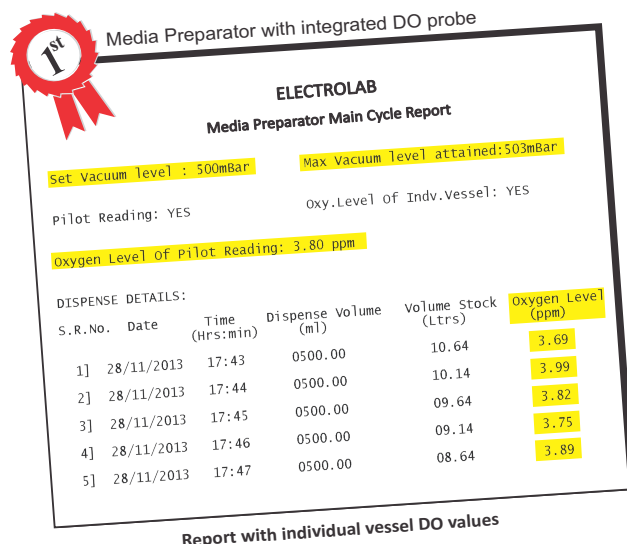 1st
Media Preparator with integrated DO probe
ELECTROLAB
Media Preparator Main Cycle Report
Set Vacuum level : 500mBar Max Vacuum level attained:503mBar
Pilot Reading: YES Oxy.Level Of Indv.Vessel: YES
Oxygen Level Of Pilot Reading: 3.80 ppm
DISPENSE DETAILS:
S.R.No. Date Time (Hrs:min) Dispense Volume (ml) Volume Stock (Ltrs) Oxygen Level (ppm)
1] 28/11/2013 17:43 0500.00 10.64 3.69
2] 28/11/2013 17:44 0500.00 10.14 3.99
3] 28/11/2013 17:45 0500.00 09.64 3.82
4] 28/11/2013 17:46 0500.00 09.14 3.75
5] 28/11/2013 17:47 0500.00 08.64 3.89
Report with individual vessel DO values